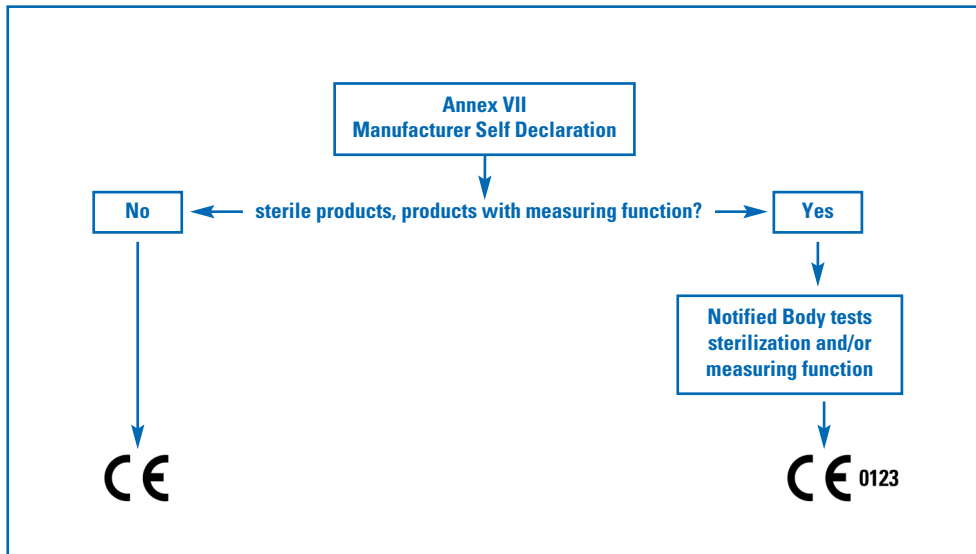 Annex VII
Manufacturer Self Declaration
No
sterile products, products with measuring function?
Yes
Notified Body tests
sterilization and/or
measuring function
CE
CE 0123